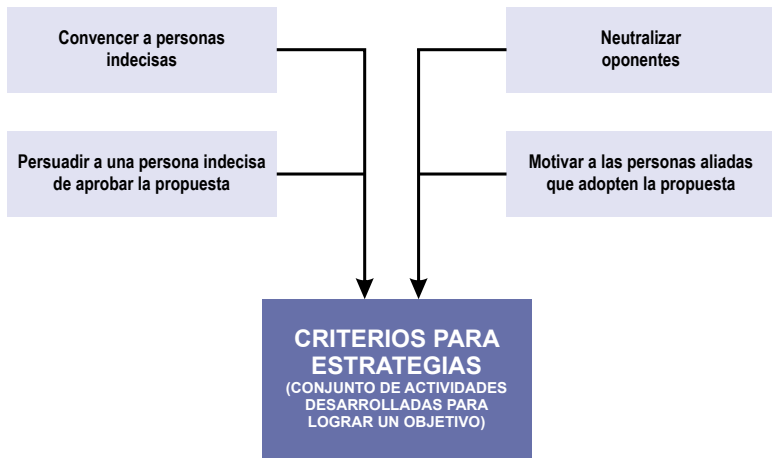 Convencer a personas
indecisas
Neutralizar
oponentes
Persuadir a una persona indecisa
de aprobar la propuesta
Motivar a las personas aliadas
que adopten la propuesta
CRITERIOS PARA
ESTRATEGIAS
(CONJUNTO DE ACTIVIDADES
DESARROLLADAS PARA
LOGRAR UN OBJETIVO)